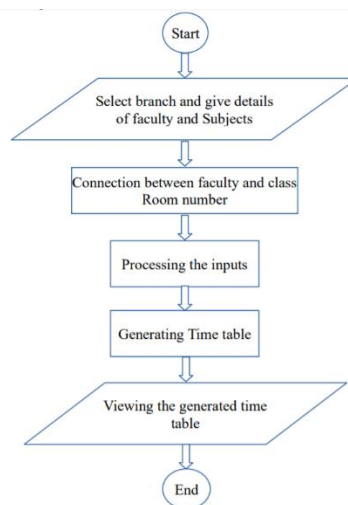 Start
Select branch and give details
of faculty and Subjects
Connection between faculty and class
Room number
Processing the inputs
Generating Time table
Viewing the generated time
table
End